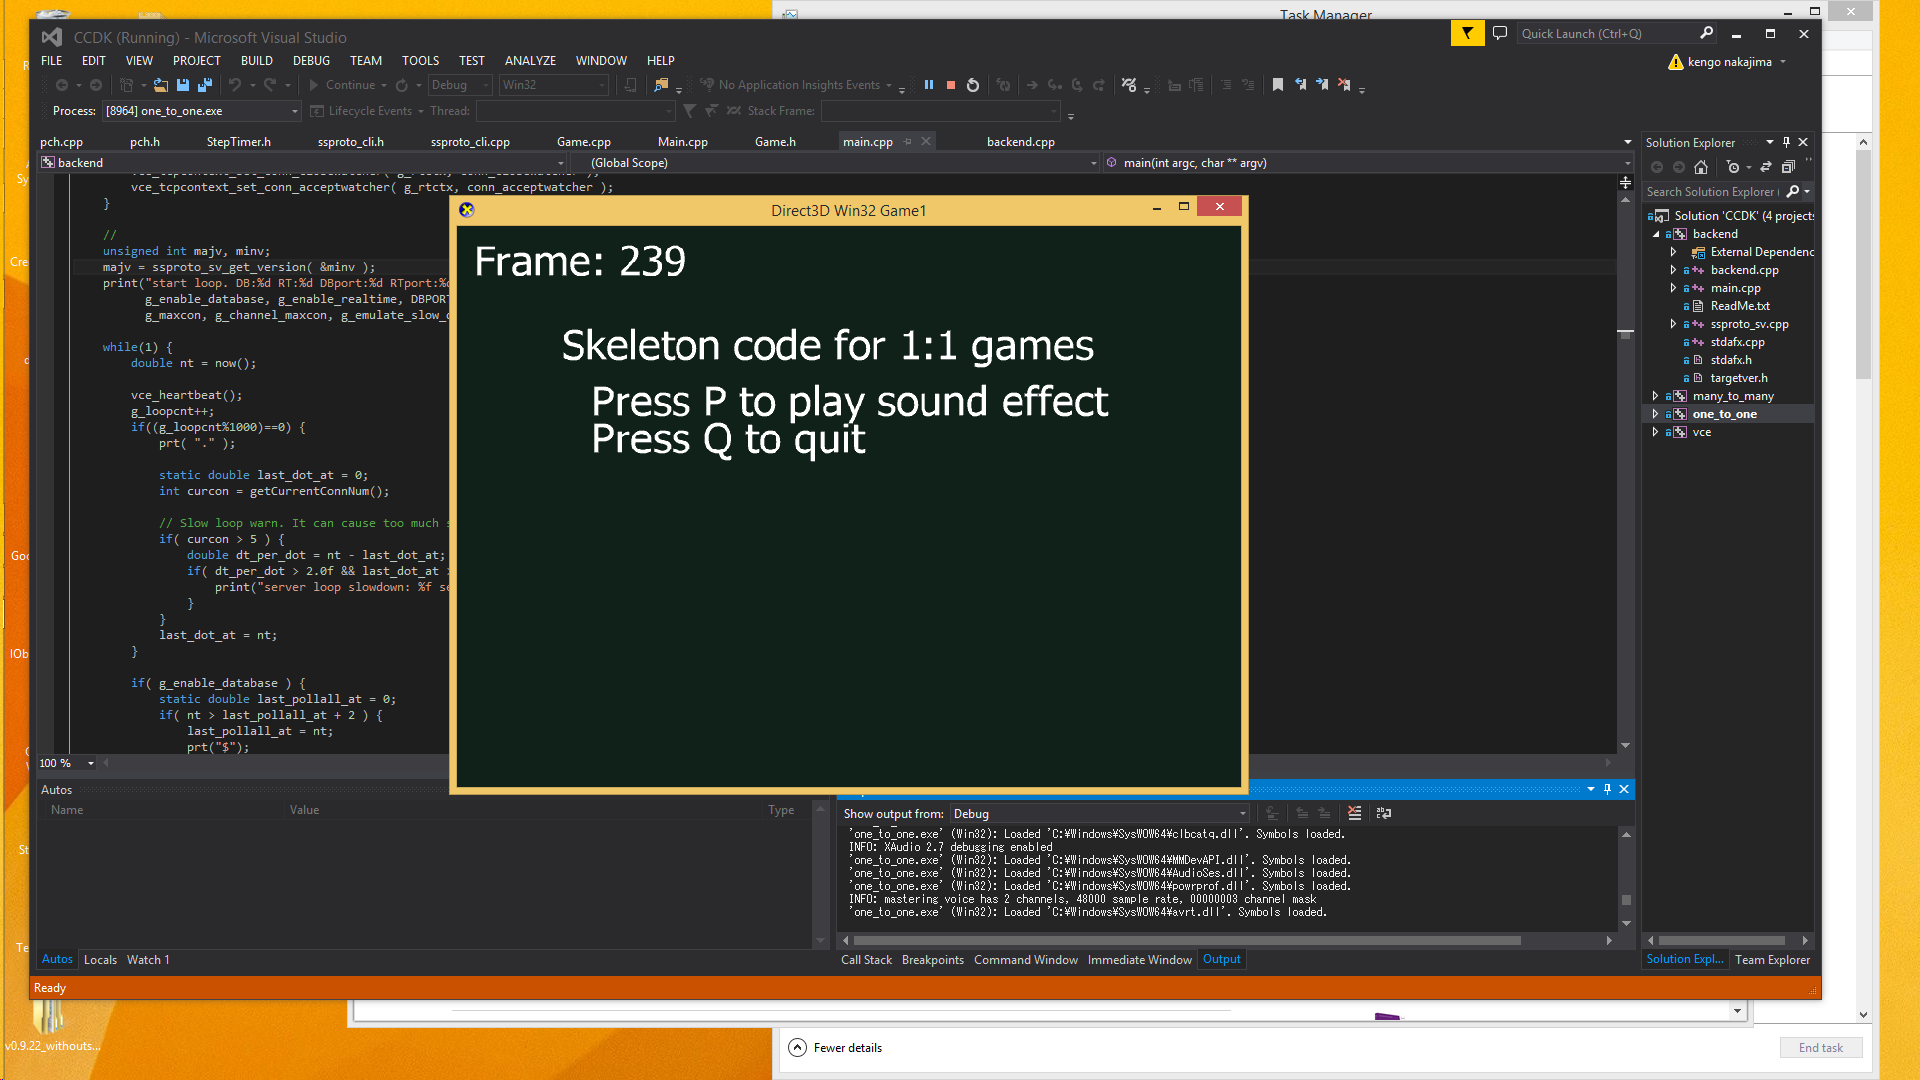 Task Manager
CCDK (Running) - Microsoft Visual Studio
Quick Launch (Ctrl+Q)
FILE EDIT VIEW PROJECT BUILD DEBUG TEAM TOOLS TEST ANALYZE WINDOW HELP
kengo nakajima
Continue Debug Win32 No Application Insights Events
Process: [8964] one_to_one.exe Lifecycle Events Thread: Stack Frame:
pch.cpp pch.h StepTimer.h ssproto_cli.h ssproto_cli.cpp Game.cpp Main.cpp Game.h main.cpp backend.cpp
backend (Global Scope) main(int argc, char ** argv)
vce_tcpcontext_set_conn_acceptwatcher( g_rtctx, conn_acceptwatcher );
}
//
unsigned int majv, minv;
majv = ssproto_sv_get_version( &minv );
print("start loop. DB:%d RT:%d DBport:%d RTport:%
g_enable_database, g_enable_realtime, DBPORT
g_maxcon, g_channel_maxcon, g_emulate_slow_
while(1) {
double nt = now();
vce_heartbeat();
g_loopcnt++;
if((g_loopcnt%1000)==0) {
prt( "." );
static double last_dot_at = 0;
int curcon = getCurrentConnNum();
// Slow loop warn. It can cause too much s
if( curcon > 5 ) {
double dt_per_dot = nt - last_dot_at;
if( dt_per_dot > 2.0f && last_dot_at >
print("server loop slowdown: %f se
}
}
last_dot_at = nt;
}
if( g_enable_database ) {
static double last_pollall_at = 0;
if( nt > last_pollall_at + 2 ) {
last_pollall_at = nt;
prt("$");
100 %
Direct3D Win32 Game1
Frame: 239
Skeleton code for 1:1 games
Press P to play sound effect
Press Q to quit
Solution Explorer
Search Solution Explorer (
Solution 'CCDK' (4 projects
backend
External Dependenc
backend.cpp
main.cpp
ReadMe.txt
ssproto_sv.cpp
stdafx.cpp
stdafx.h
targetver.h
many_to_many
one_to_one
vce
Autos
Name Value Type
Show output from: Debug
'one_to_one.exe' (Win32): Loaded 'C:¥Windows¥SysWOW64¥clbcatq.dll'. Symbols loaded.
INFO: XAudio 2.7 debugging enabled
'one_to_one.exe' (Win32): Loaded 'C:¥Windows¥SysWOW64¥MMDevAPI.dll'. Symbols loaded.
'one_to_one.exe' (Win32): Loaded 'C:¥Windows¥SysWOW64¥AudioSes.dll'. Symbols loaded.
'one_to_one.exe' (Win32): Loaded 'C:¥Windows¥SysWOW64¥powrprof.dll'. Symbols loaded.
INFO: mastering voice has 2 channels, 48000 sample rate, 00000003 channel mask
'one_to_one.exe' (Win32): Loaded 'C:¥Windows¥SysWOW64¥avrt.dll'. Symbols loaded.
Autos Locals Watch 1
Call Stack Breakpoints Command Window Immediate Window Output
Solution Expl... Team Explorer
Ready
v0.9.22_withouts...
Fewer details
End task